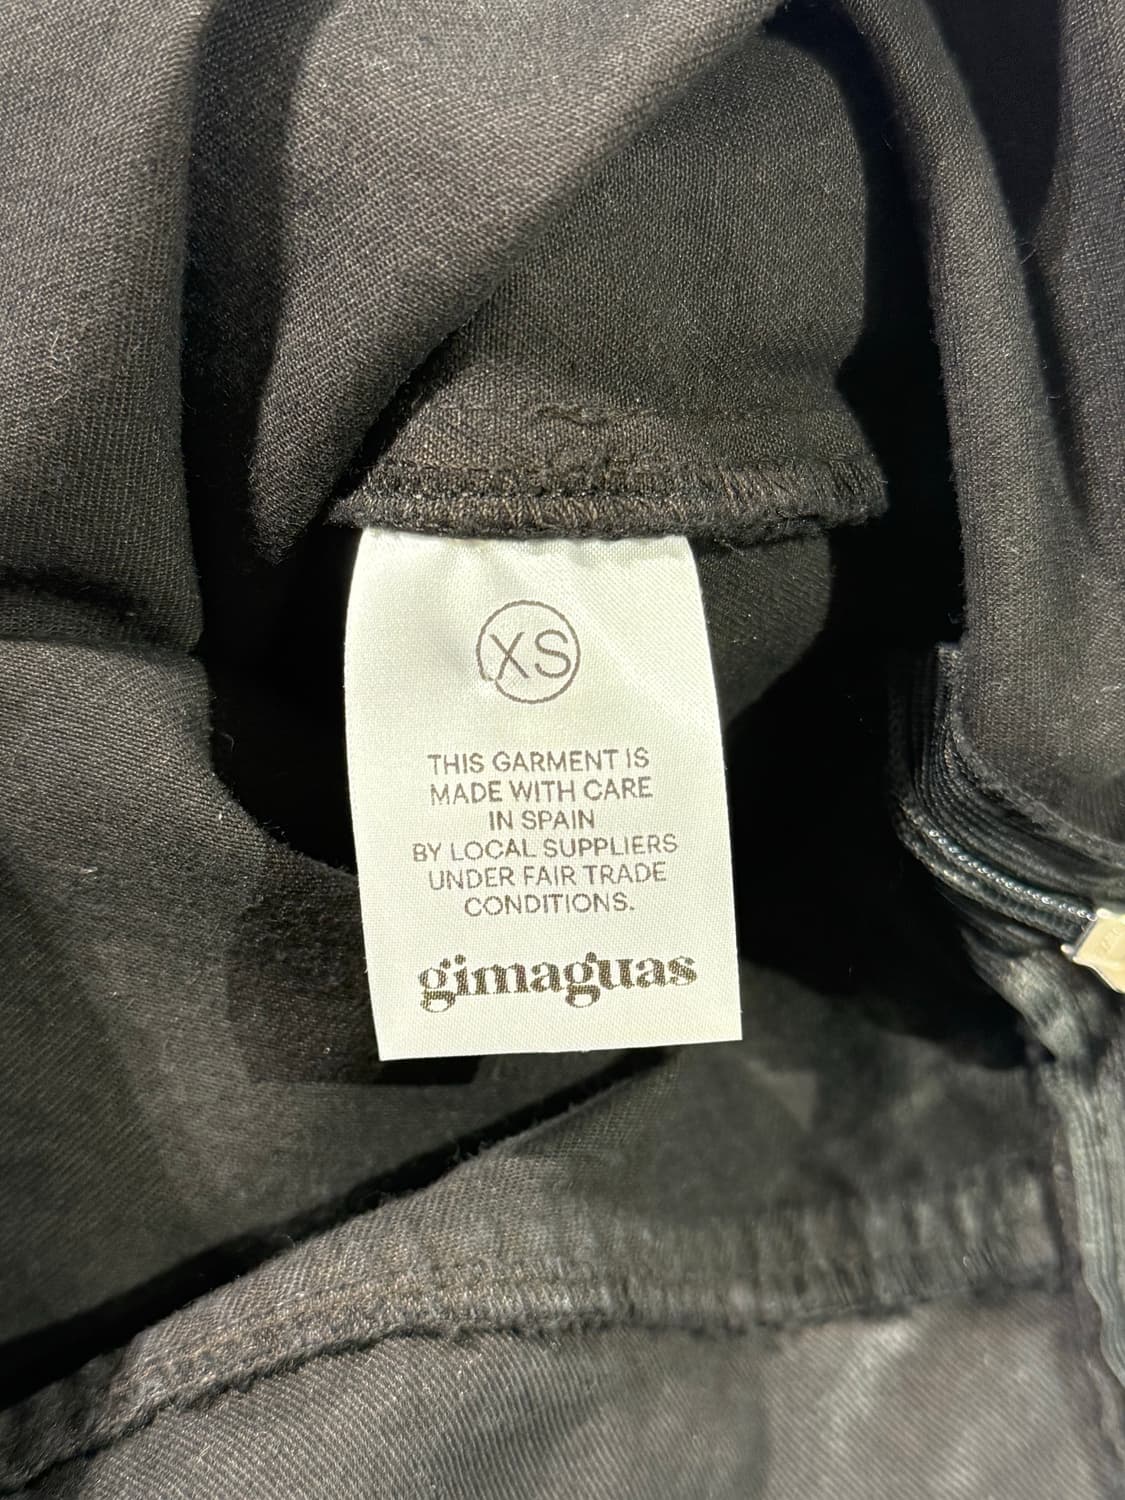 XS
THIS GARMENT IS
MADE WITH CARE
IN SPAIN
BY LOCAL SUPPLIERS
UNDER FAIR TRADE
CONDITIONS.
gimaguas